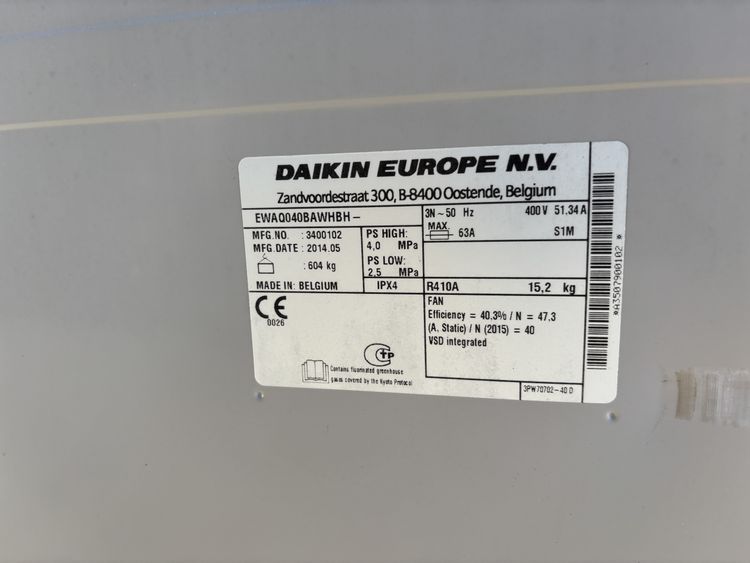 DAIKIN EUROPE N.V.
Zandvoordestraat 300, B-8400 Oostende, Belgium
EWAQ040BAWHBH-
3N~50 Hz 400V 51.34A
MAX. 63A S1M
MFG.NO. : 3400102
MFG.DATE : 2014.05
: 604 kg
PS HIGH:
4,0 MPa
PS LOW:
2,5 MPa
MADE IN: BELGIUM
IPX4
R410A 15,2 kg
CE
0026
FAN
Efficiency = 40.3% / N = 47,3
(A. Static) / N (2015) = 40
VSD integrated
CTP
Contains fluorinated greenhouse
gases covered by the Kyoto Protocol
3PW70702-40 D
*A3507900102*